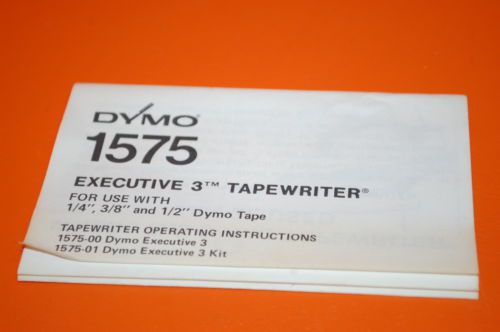 DYMO
1575
EXECUTIVE 3™ TAPEWRITER®
FOR USE WITH
1/4", 3/8" and 1/2" Dymo Tape
TAPEWRITER OPERATING INSTRUCTIONS
1575-00 Dymo Executive 3
1575-01 Dymo Executive 3 Kit